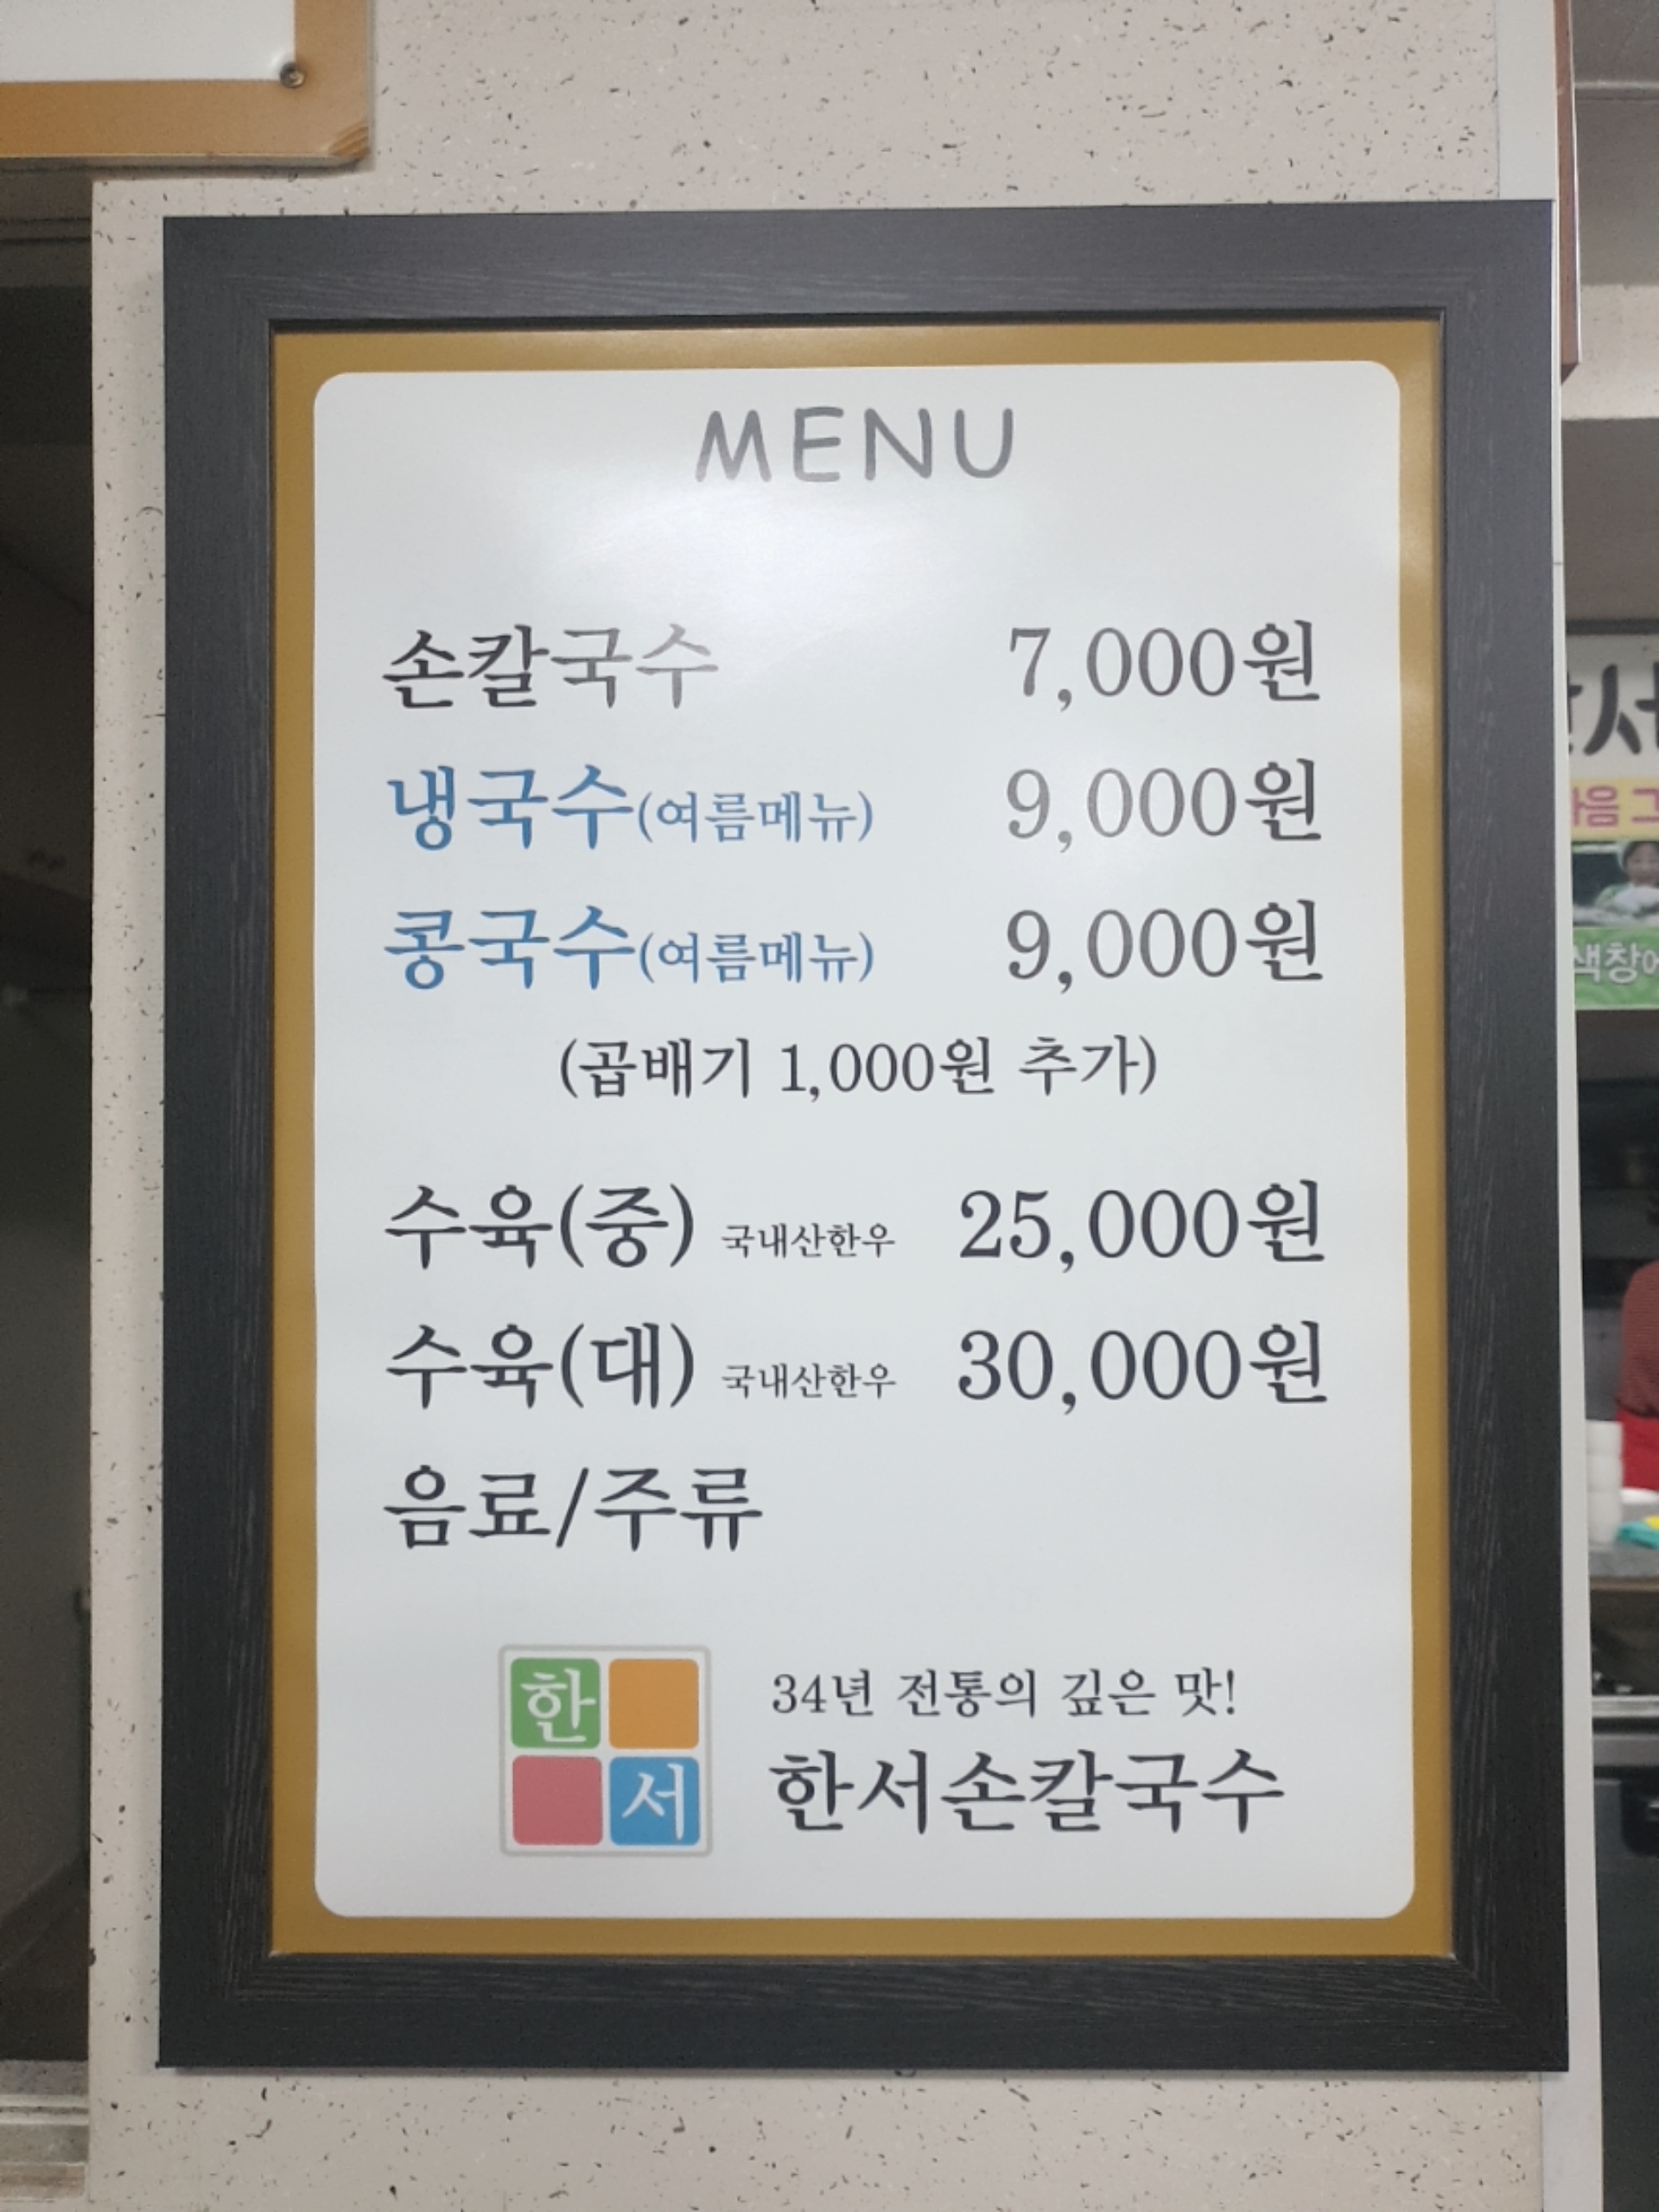 MENU
손칼국수 7,000원
냉국수(여름메뉴) 9,000원
콩국수(여름메뉴) 9,000원
(곱배기 1,000원 추가)
수육(중) 국내산한우 25,000원
수육(대) 국내산한우 30,000원
음료/주류
한
서
34년 전통의 깊은 맛!
한서손칼국수